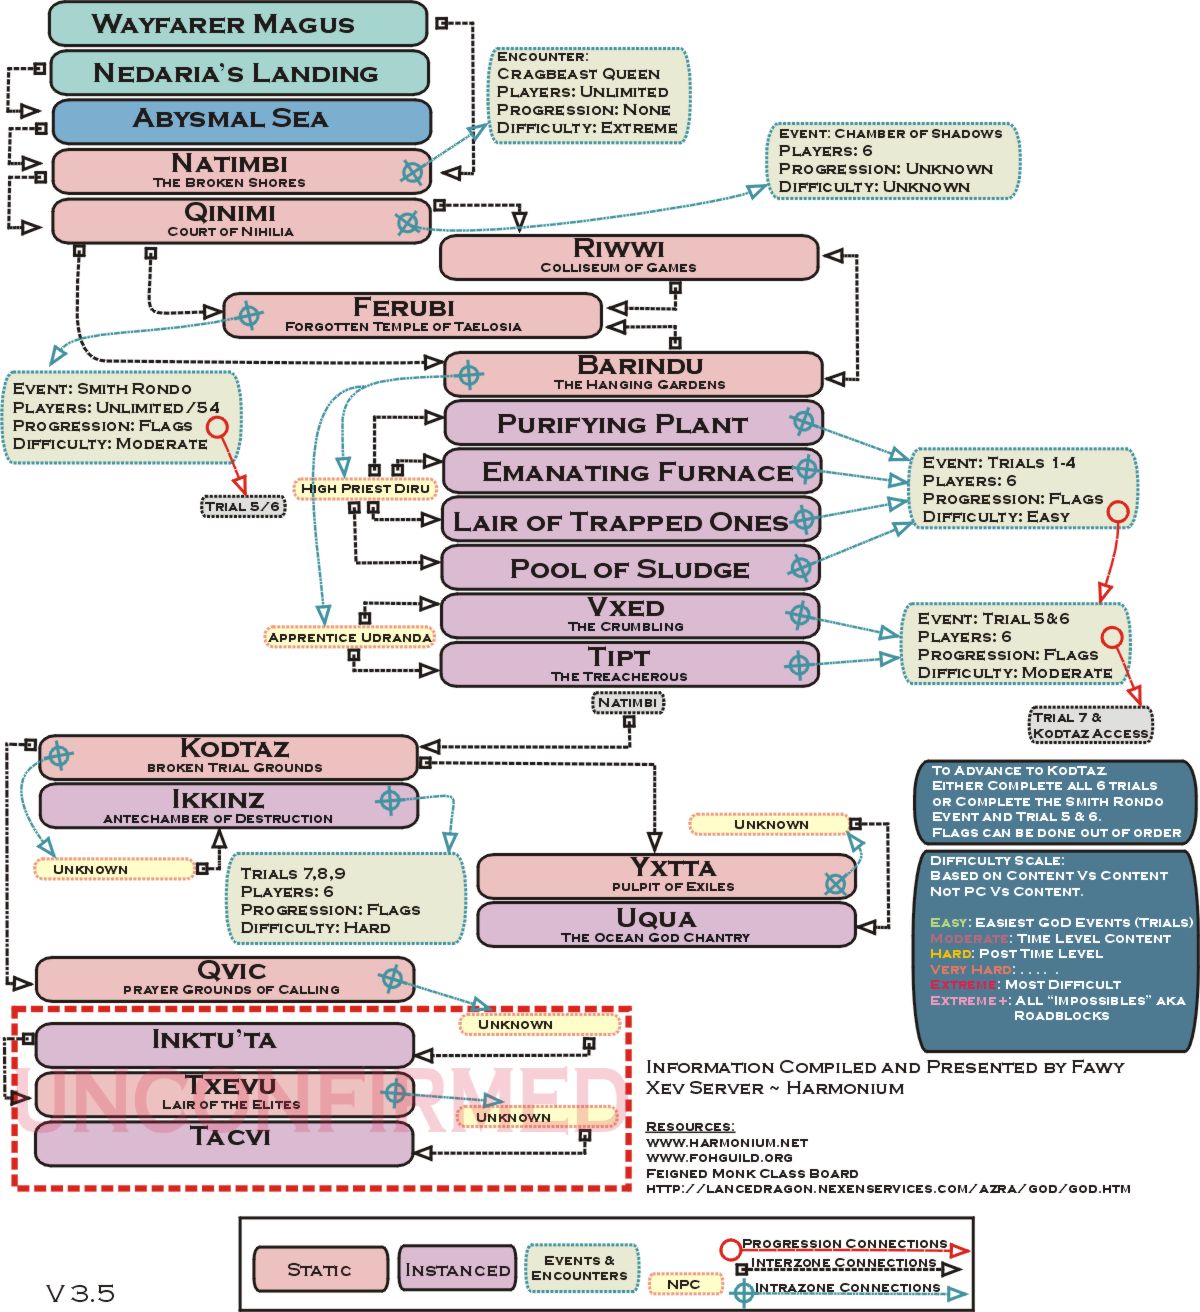 Wayfarer Magus
Nedaria's Landing
Abysmal Sea
Natimbi
The Broken Shores
Qinimi
Court of Nihilia
Encounter:
Cragbeast Queen
Players: Unlimited
Progression: None
Difficulty: Extreme
Event: Chamber of Shadows
Players: 6
Progression: Unknown
Difficulty: Unknown
Riwwi
Colliseum of Games
Ferubi
Forgotten Temple of Taelosia
Barindu
The Hanging Gardens
Event: Smith Rondo
Players: Unlimited/54
Progression: Flags
Difficulty: Moderate
Trial 5/6
Purifying Plant
Emanating Furnace
High Priest Diru
Lair of Trapped Ones
Pool of Sludge
Event: Trials 1-4
Players: 6
Progression: Flags
Difficulty: Easy
Vxed
The Crumbling
Apprentice Udranda
Tipt
The Treacherous
Event: Trial 5&6
Players: 6
Progression: Flags
Difficulty: Moderate
Natimbi
Trial 7 &
Kodtaz Access
Kodtaz
broken Trial Grounds
Ikkinz
Antechamber of Destruction
Unknown
Trials 7,8,9
Players: 6
Progression: Flags
Difficulty: Hard
Unknown
Yxtta
pulpit of Exiles
Uqua
The Ocean God Chantry
To Advance to KodTaz
Either Complete all 6 trials
or Complete the Smith Rondo
Event and Trial 5 & 6.
Flags can be done out of order
Difficulty Scale:
Based on Content Vs Content
Not PC Vs Content.
Easy: Easiest GoD Events (Trials)
Moderate: Time Level Content
Hard: Post Time Level
Very Hard: . . . . .
Extreme: Most Difficult
Extreme+: All "Impossibles" aka
Roadblocks
Qvic
prayer Grounds of Calling
Unknown
Inktu'ta
Txevu
Lair of the Elites
Unknown
Tacvi
UNCONFIRMED
Information Compiled and Presented by Fawy
Xev Server ~ Harmonium
Resources:
www.harmonium.net
www.fohguild.org
Feigned Monk Class Board
http://lancedragon.nexenservices.com/azra/god/god.htm
Static
Instanced
Events &
Encounters
NPC
Progression Connections
Interzone Connections
Intrazone Connections
V 3.5